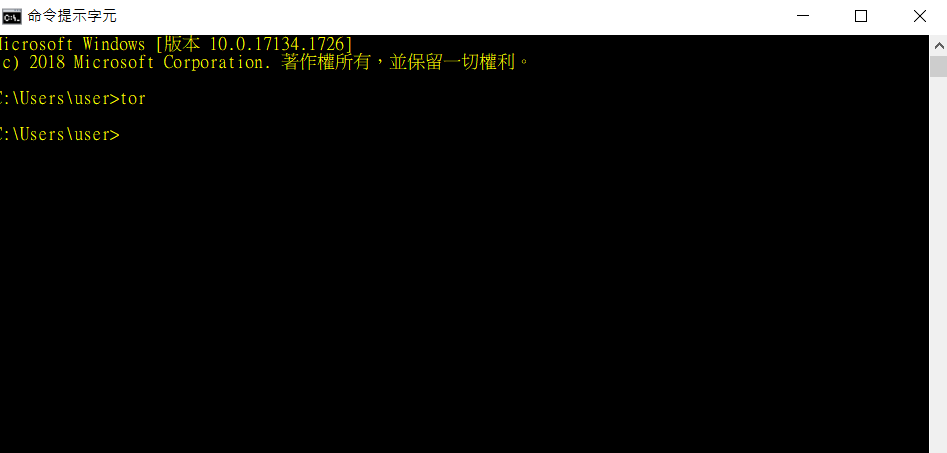 命令提示字元
Microsoft Windows [版本 10.0.17134.1726]
(c) 2018 Microsoft Corporation. 著作權所有，並保留一切權利。
C:\Users\user>tor
C:\Users\user>